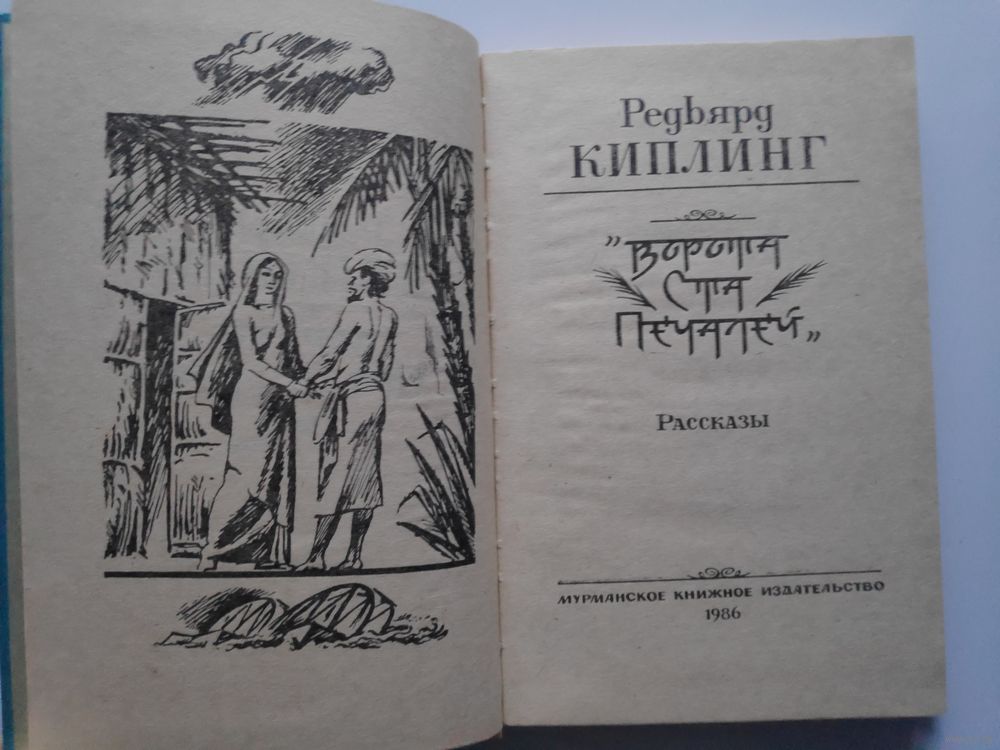 Редьярд
КИПЛИНГ
"Ворота
Ста
Печалей"
Рассказы
МУРМАНСКОЕ КНИЖНОЕ ИЗДАТЕЛЬСТВО
1986